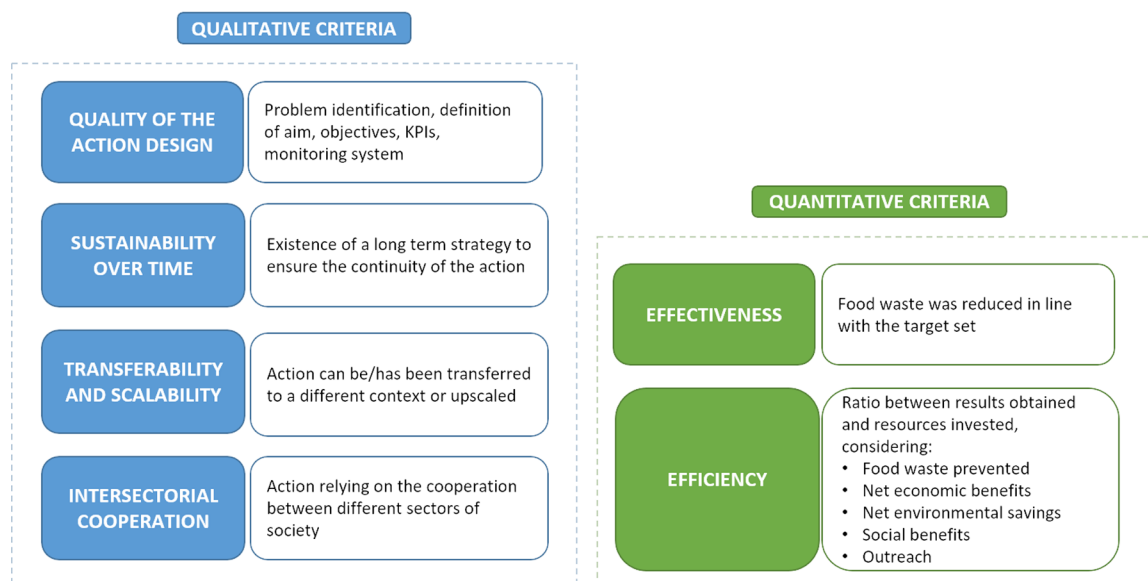 QUALITATIVE CRITERIA
QUALITY OF THE
ACTION DESIGN
Problem identification, definition
of aim, objectives, KPIs,
monitoring system
SUSTAINABILITY
OVER TIME
Existence of a long term strategy to
ensure the continuity of the action
TRANSFERABILITY
AND SCALABILITY
Action can be/has been transferred
to a different context or upscaled
INTERSECTORIAL
COOPERATION
Action relying on the cooperation
between different sectors of
society
QUANTITATIVE CRITERIA
EFFECTIVENESS
Food waste was reduced in line
with the target set
EFFICIENCY
Ratio between results obtained
and resources invested,
considering:
• Food waste prevented
• Net economic benefits
• Net environmental savings
• Social benefits
• Outreach